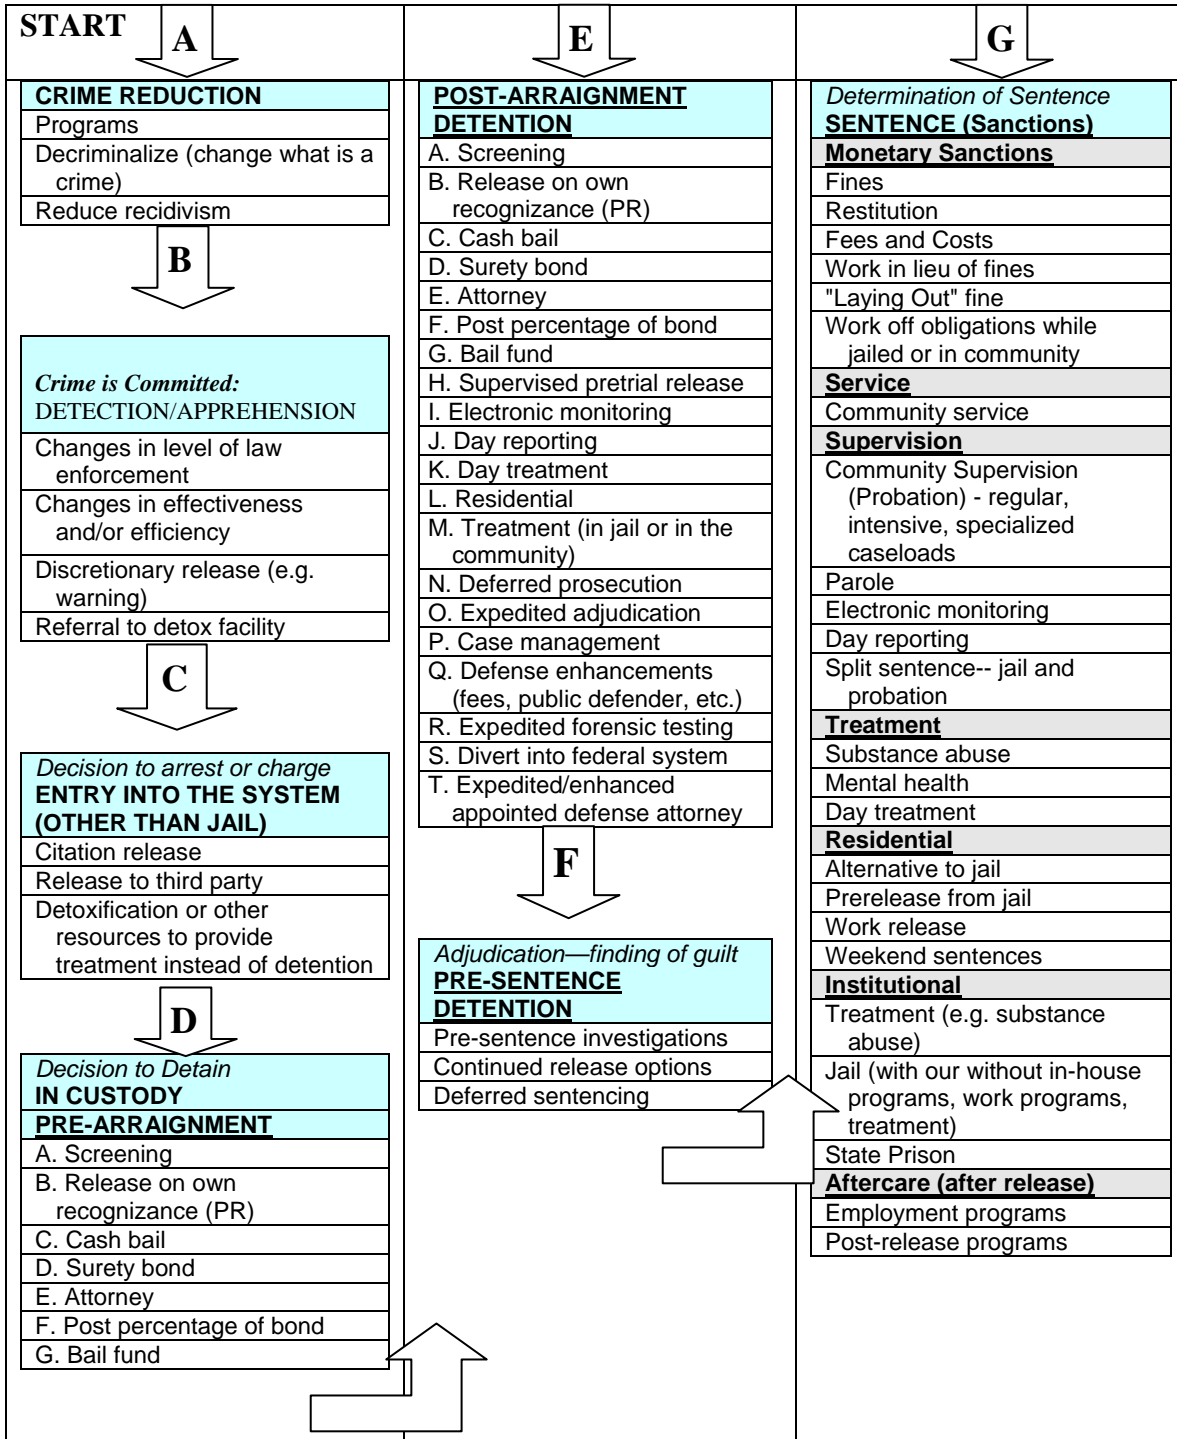 START
A
CRIME REDUCTION
Programs
Decriminalize (change what is a
crime)
Reduce recidivism
B
Crime is Committed:
DETECTION/APPREHENSION
Changes in level of law
enforcement
Changes in effectiveness
and/or efficiency
Discretionary release (e.g.
warning)
Referral to detox facility
C
Decision to arrest or charge
ENTRY INTO THE SYSTEM
(OTHER THAN JAIL)
Citation release
Release to third party
Detoxification or other
resources to provide
treatment instead of detention
D
Decision to Detain
IN CUSTODY
PRE-ARRAIGNMENT
A. Screening
B. Release on own
recognizance (PR)
C. Cash bail
D. Surety bond
E. Attorney
F. Post percentage of bond
G. Bail fund
E
POST-ARRAIGNMENT
DETENTION
A. Screening
B. Release on own
recognizance (PR)
C. Cash bail
D. Surety bond
E. Attorney
F. Post percentage of bond
G. Bail fund
H. Supervised pretrial release
I. Electronic monitoring
J. Day reporting
K. Day treatment
L. Residential
M. Treatment (in jail or in the
community)
N. Deferred prosecution
O. Expedited adjudication
P. Case management
Q. Defense enhancements
(fees, public defender, etc.)
R. Expedited forensic testing
S. Divert into federal system
T. Expedited/enhanced
appointed defense attorney
F
Adjudication—finding of guilt
PRE-SENTENCE
DETENTION
Pre-sentence investigations
Continued release options
Deferred sentencing
G
Determination of Sentence
SENTENCE (Sanctions)
Monetary Sanctions
Fines
Restitution
Fees and Costs
Work in lieu of fines
"Laying Out" fine
Work off obligations while
jailed or in community
Service
Community service
Supervision
Community Supervision
(Probation) - regular,
intensive, specialized
caseloads
Parole
Electronic monitoring
Day reporting
Split sentence-- jail and
probation
Treatment
Substance abuse
Mental health
Day treatment
Residential
Alternative to jail
Prerelease from jail
Work release
Weekend sentences
Institutional
Treatment (e.g. substance
abuse)
Jail (with our without in-house
programs, work programs,
treatment)
State Prison
Aftercare (after release)
Employment programs
Post-release programs